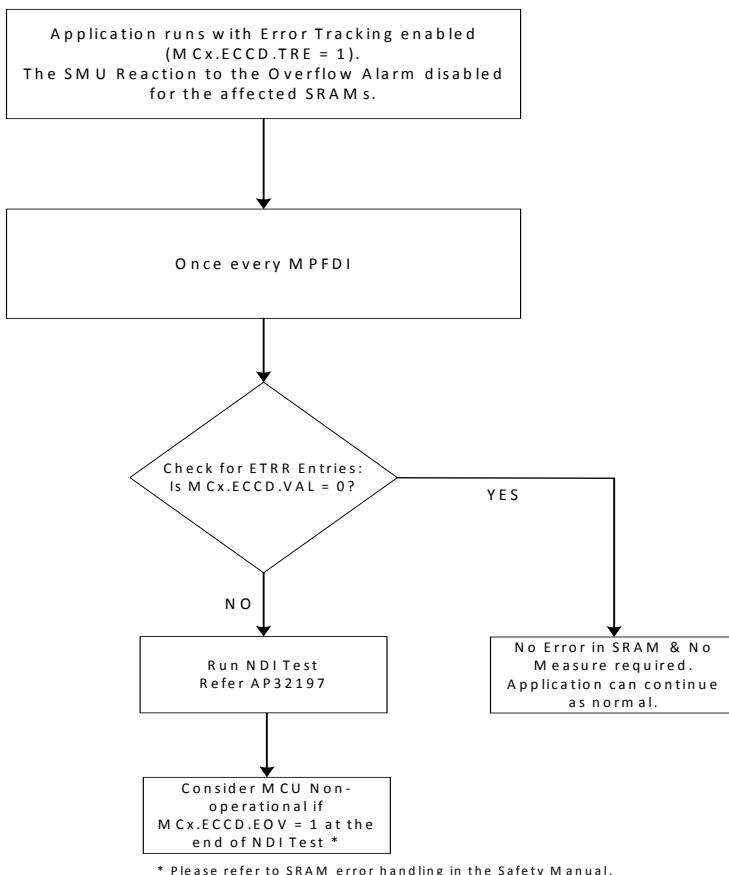 Application runs with Error Tracking enabled
(MCx.ECCD.TRE = 1).
The SMU Reaction to the Overflow Alarm disabled
for the affected SRAMs.
Once every MPFDI
Check for ETRR Entries:
Is MCx.ECCD.VAL = 0?
YES
NO
Run NDI Test
Refer AP32197
No Error in SRAM & No
Measure required.
Application can continue
as normal.
Consider MCU Non-
operational if
MCx.ECCD.EOV = 1 at the
end of NDI Test *
* Please refer to SRAM error handling in the Safety Manual.